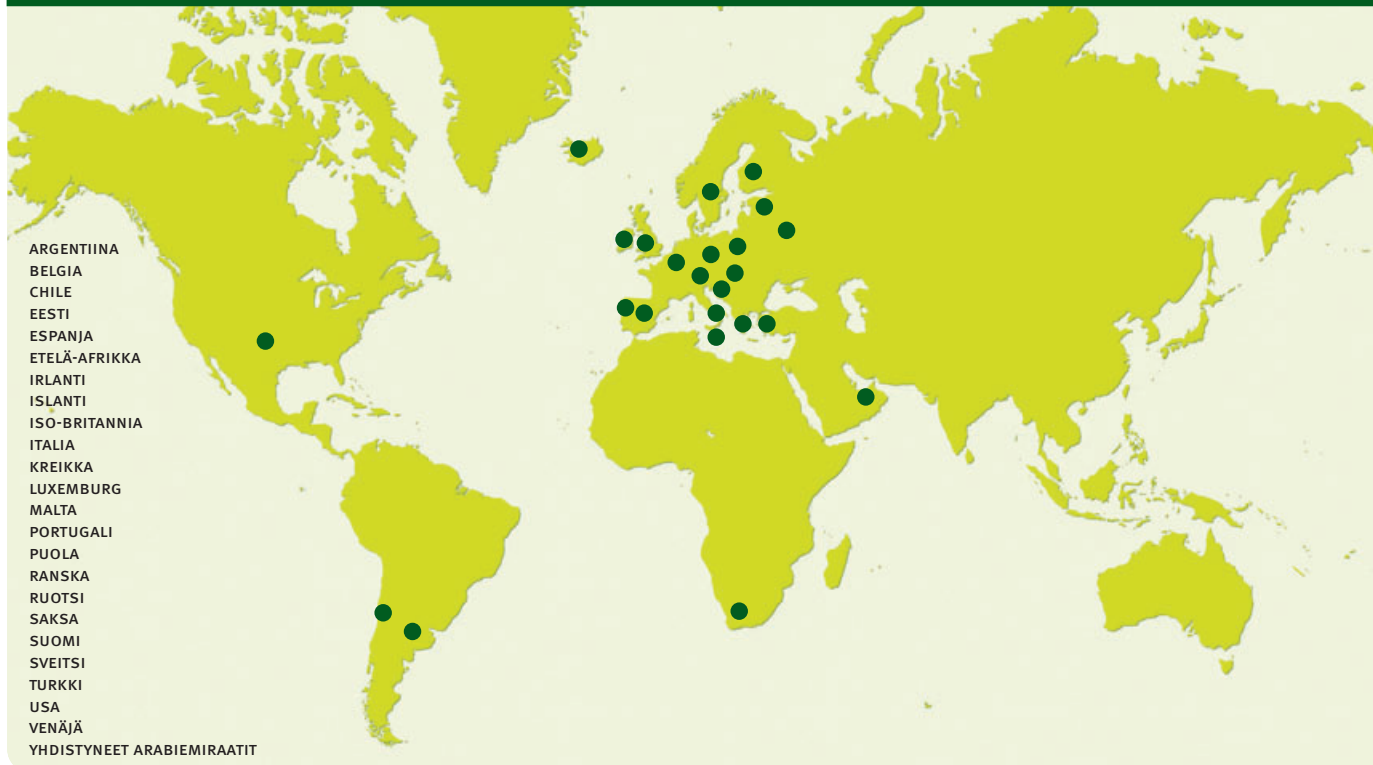 ARGENTIINA
BELGIA
CHILE
EESTI
ESPANJA
ETELÄ-AFRIKKA
IRLANTI
ISLANTI
ISO-BRITANNIA
ITALIA
KREIKKA
LUXEMBURG
MALTA
PORTUGALI
PUOLA
RANSKA
RUOTSI
SAKSA
SUOMI
SVEITSI
TURKKI
USA
VENÄJÄ
YHDISTYNEET ARABIEMIRAATIT